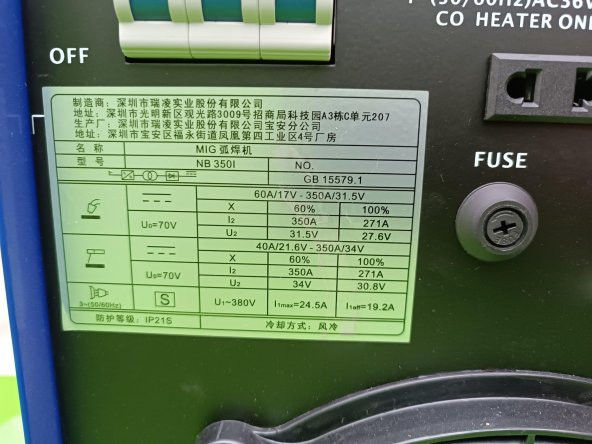 (50/60Hz)AC36V
CO HEATER ONL
OFF
制造商：深圳市瑞凌实业股份有限公司
地址：深圳市光明新区观光路3009号招商局科技园A3栋C单元207
生产厂：深圳市瑞凌实业股份有限公司宝安分公司
地址：深圳市宝安区福永街道凤凰第四工业区4号厂房
名称 MIG弧焊机
型号 NB 350I NO.
GB 15579.1
60A/17V - 350A/31.5V
X 60% 100%
U₀=70V I2 350A 271A
U2 31.5V 27.6V
40A/21.6V - 350A/34V
X 60% 100%
U₀=70V I2 350A 271A
U2 34V 30.8V
3~(50/60Hz) S U1~380V I1max=24.5A I1eff=19.2A
防护等级：IP21S 冷却方式：风冷
FUSE